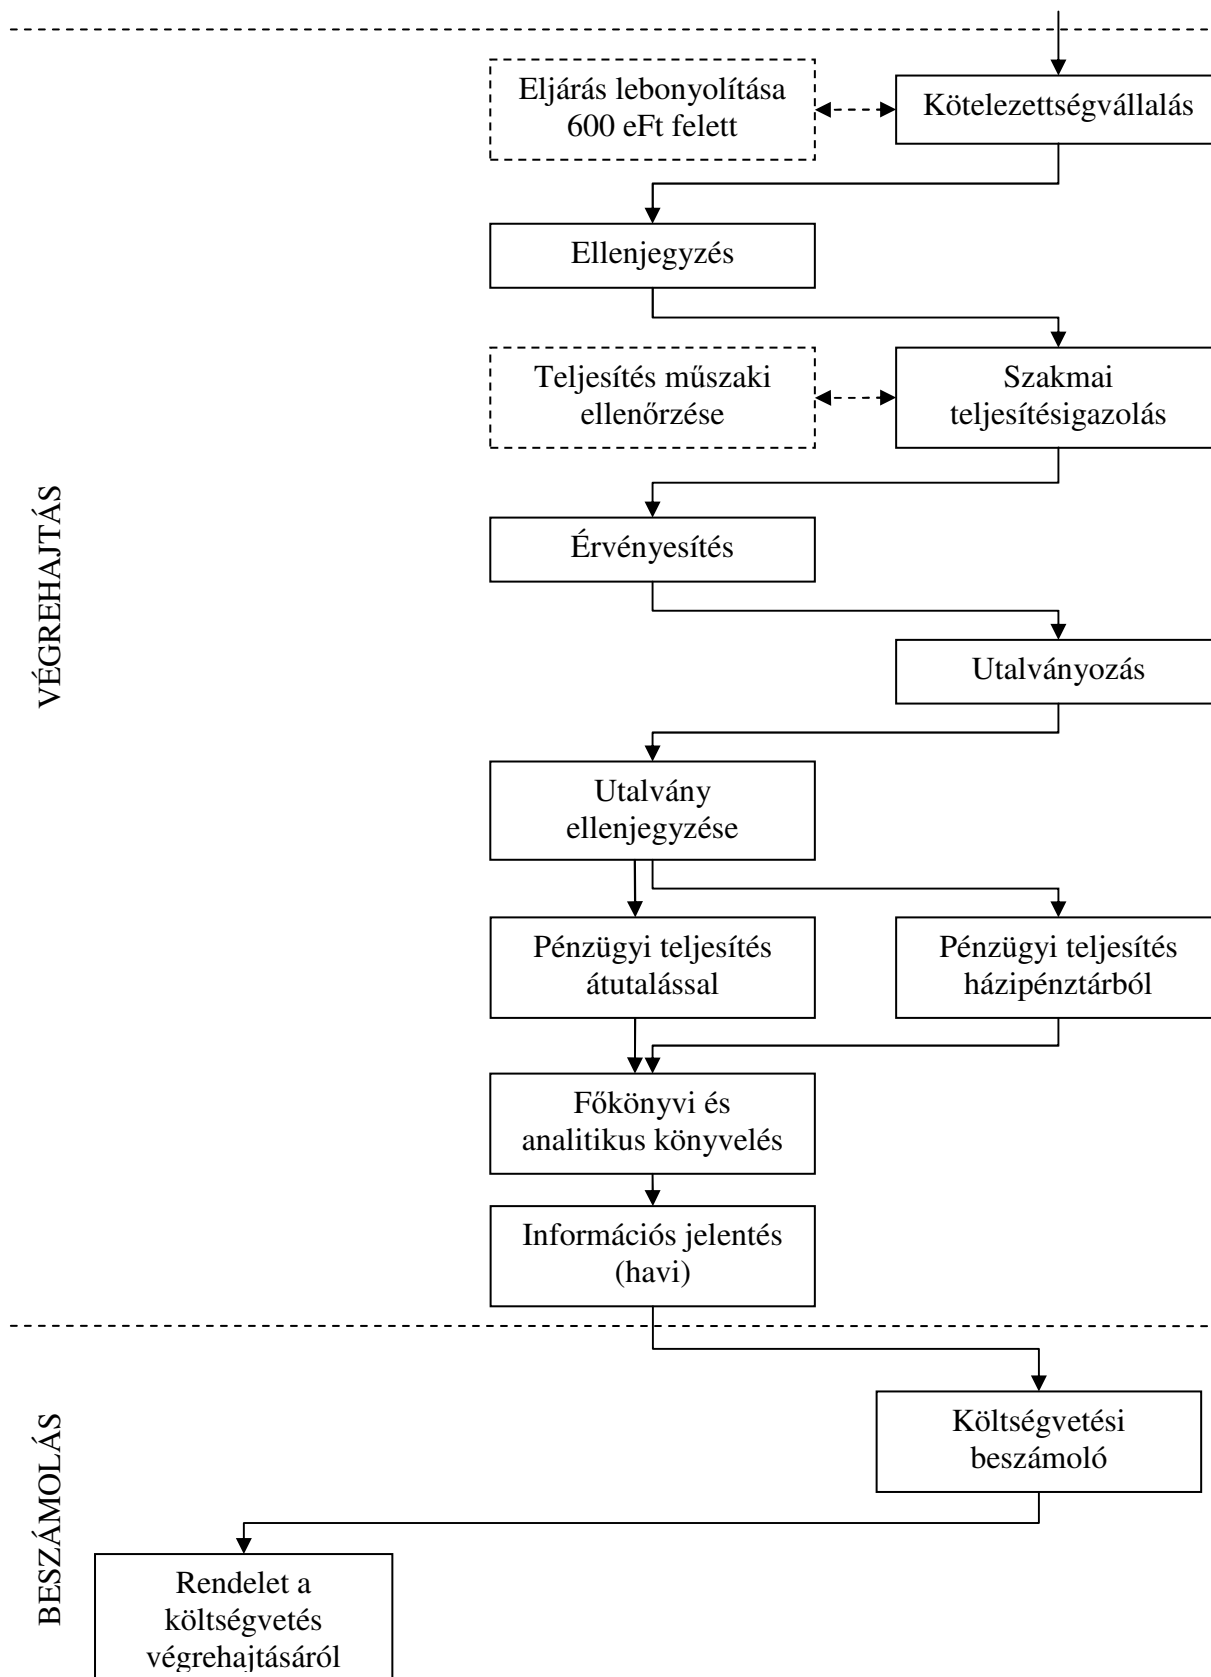 Eljárás lebonyolítása
600 eFt felett
Kötelezettségvállalás
Ellenjegyzés
Teljesítés műszaki
ellenőrzése
Szakmai
teljesítésigazolás
Érvényesítés
VÉGREHAJTÁS
Utalványozás
Utalvány
ellenjegyzése
Pénzügyi teljesítés
átutalással
Pénzügyi teljesítés
házipénztárból
Főkönyvi és
analitikus könyvelés
Információs jelentés
(havi)
Költségvetési
beszámoló
BESZÁMOLÁS
Rendelet a
költségvetés
végrehajtásáról